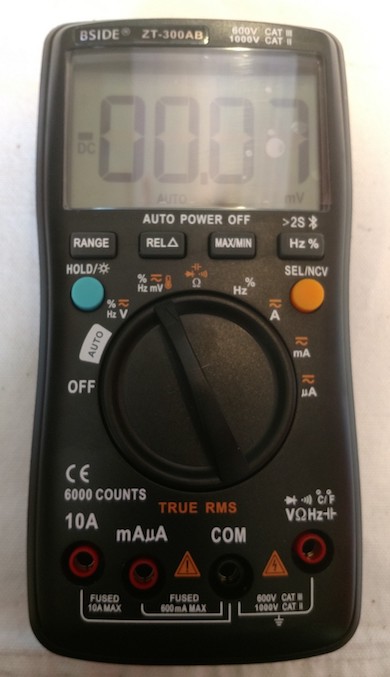 BSIDE® ZT-300AB 600V CAT III
1000V CAT II
00.07
DC
AUTO mV
AUTO POWER OFF >2S
RANGE REL△ MAX/MIN Hz %
HOLD/☼ SEL/NCV
% Hz mV Ω Hz %
% Hz V A
AUTO mA
OFF μA
CE
6000 COUNTS
TRUE RMS
10A mAμA COM °C/°F
VΩHz
FUSED
10A MAX
FUSED
600mA MAX
600V CAT III
1000V CAT II